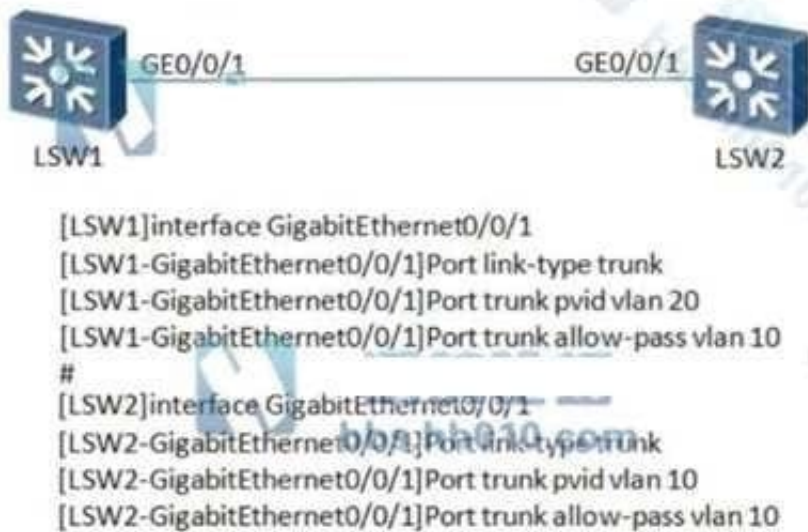 GE0/0/1 GE0/0/1
LSW1 LSW2
[LSW1]interface GigabitEthernet0/0/1
[LSW1-GigabitEthernet0/0/1]Port link-type trunk
[LSW1-GigabitEthernet0/0/1]Port trunk pvid vlan 20
[LSW1-GigabitEthernet0/0/1]Port trunk allow-pass vlan 10
#
[LSW2]interface GigabitEthernet0/0/1
[LSW2-GigabitEthernet0/0/1]Port link-type trunk
[LSW2-GigabitEthernet0/0/1]Port trunk pvid vlan 10
[LSW2-GigabitEthernet0/0/1]Port trunk allow-pass vlan 10